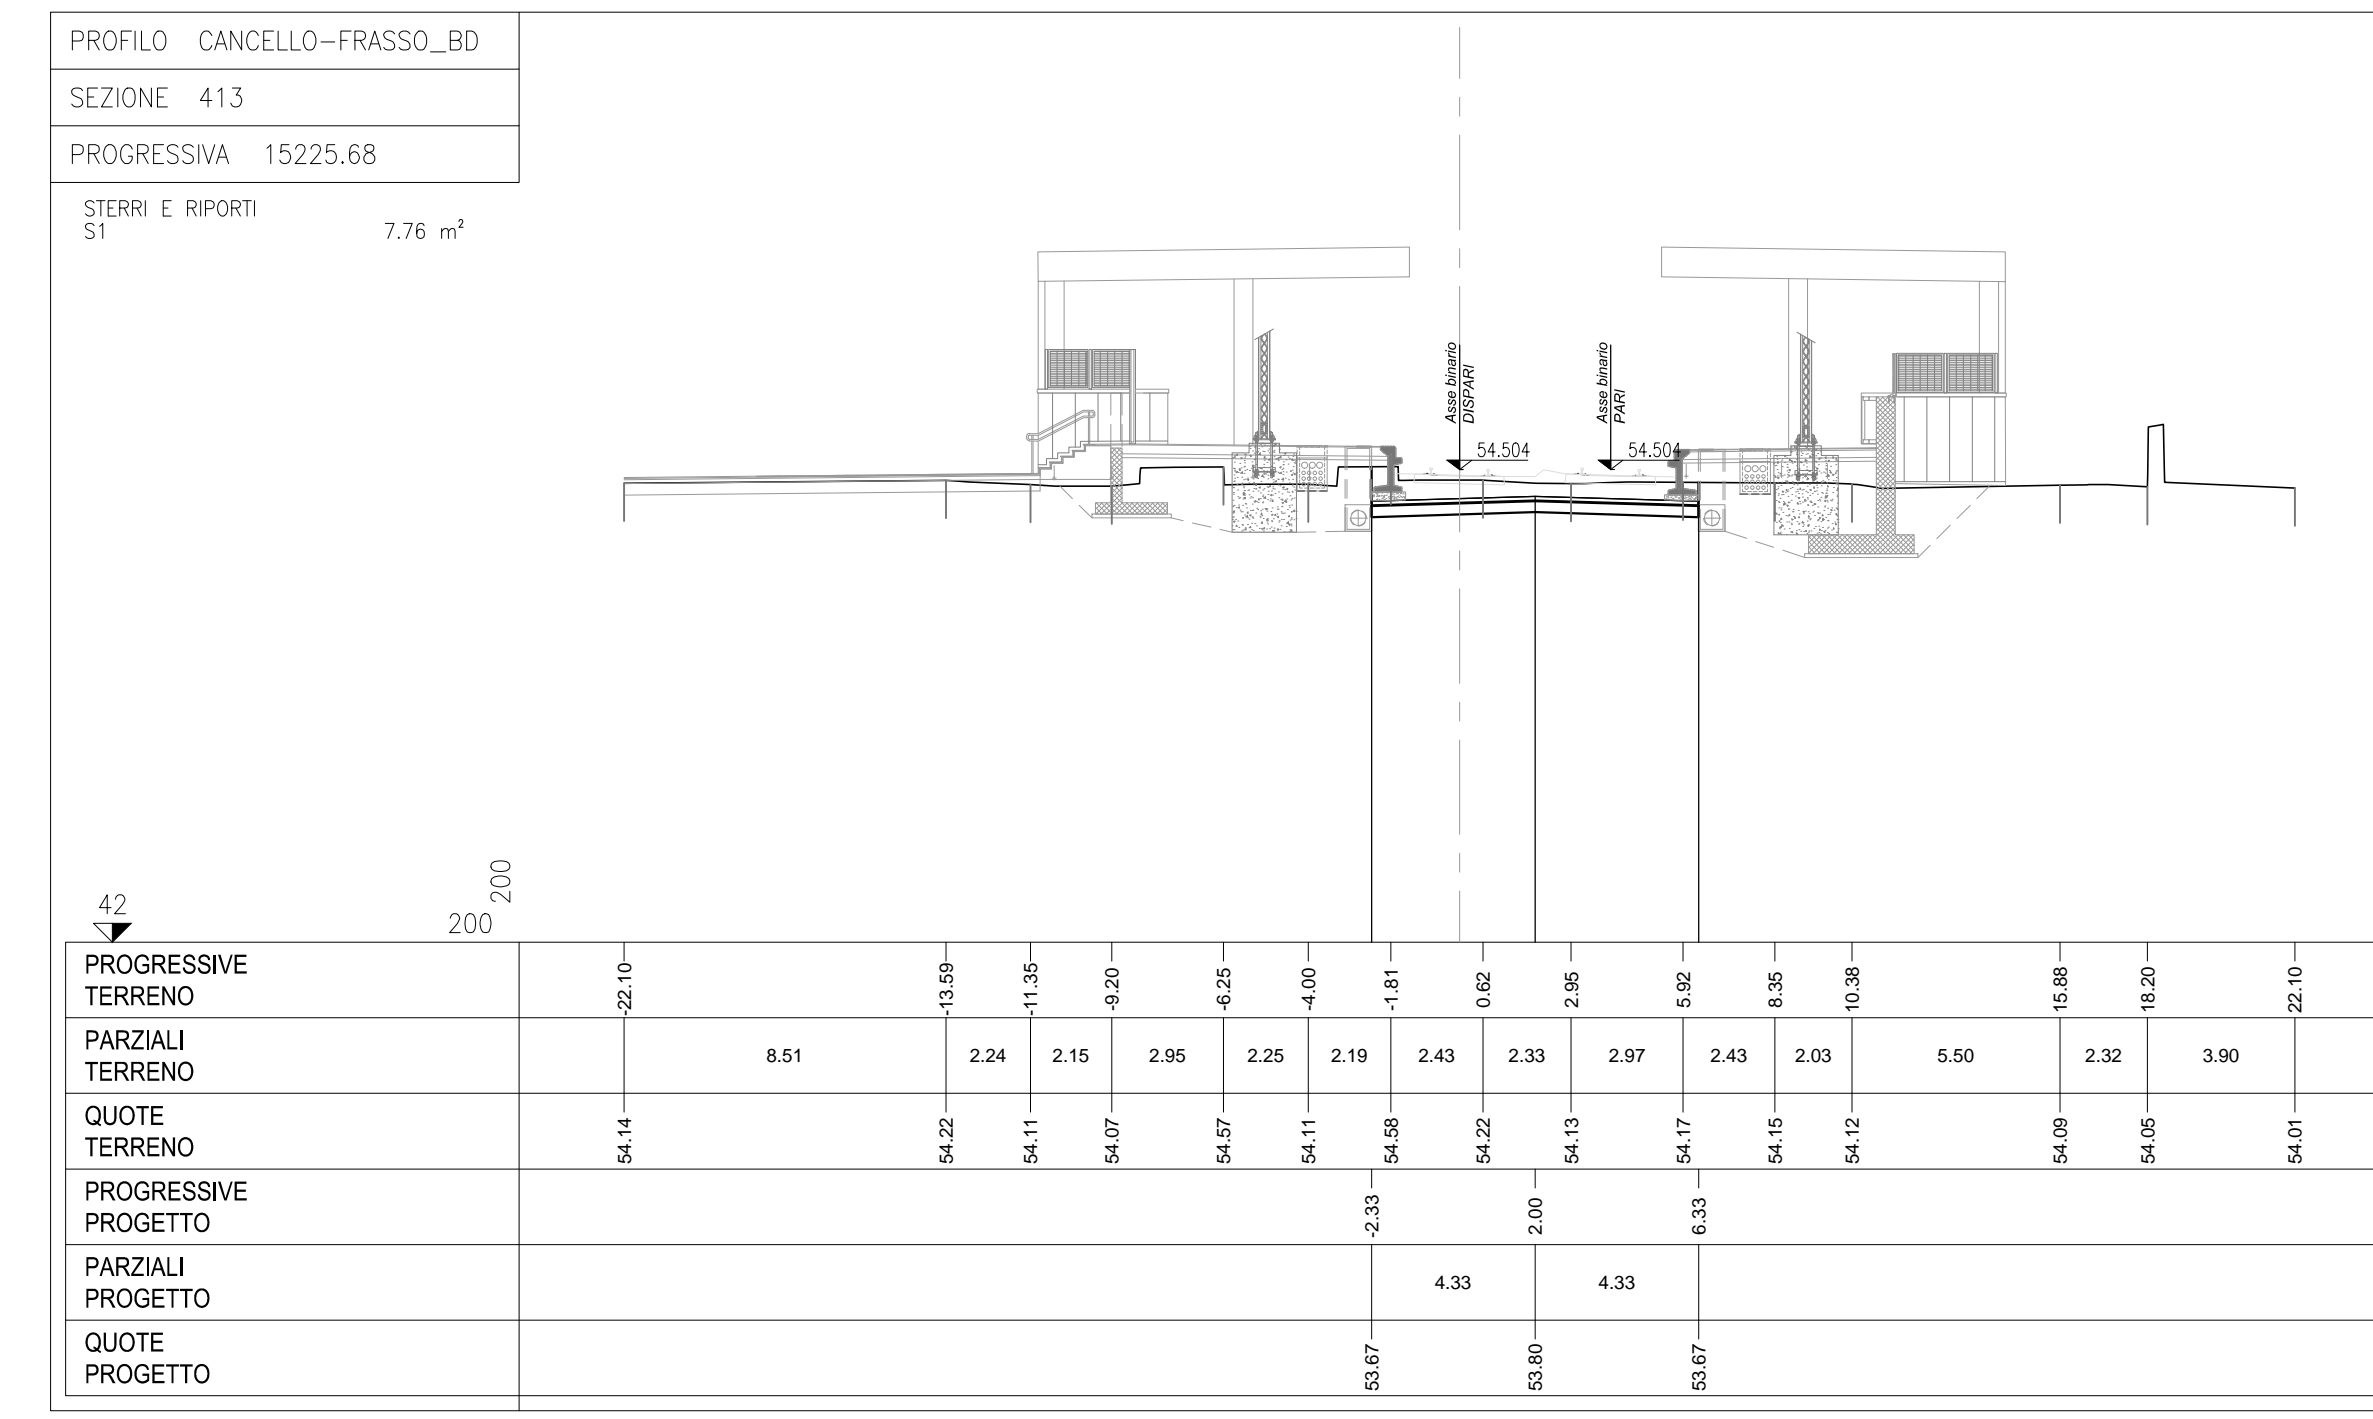 PROFILO CANCELLO-FRASSO_BD
SEZIONE 413
PROGRESSIVA 15225.68
STERRI E RIPORTI
S1 7.76 m²
Asse binario
DISPARI
54.504
Asse binario
PARI
54.504
42
200
200
PROGRESSIVE
TERRENO
-22.10 -13.59 -11.35 -9.20 -6.25 -4.00 -1.81 0.62 2.95 5.92 8.35 10.38 15.88 18.20 22.10
PARZIALI
TERRENO
8.51 2.24 2.15 2.95 2.25 2.19 2.43 2.33 2.97 2.43 2.03 5.50 2.32 3.90
QUOTE
TERRENO
54.14 54.22 54.11 54.07 54.57 54.11 54.58 54.22 54.13 54.17 54.15 54.12 54.09 54.05 54.01
PROGRESSIVE
PROGETTO
-2.33 2.00 6.33
PARZIALI
PROGETTO
4.33 4.33
QUOTE
PROGETTO
53.67 53.80 53.67